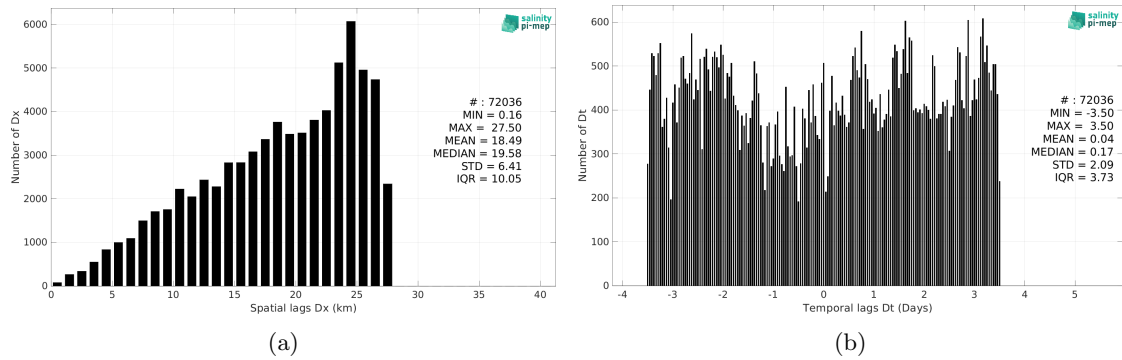 salinity
pi-mep
6000
5000
4000
3000
2000
1000
0
Number of Dx
# : 72036
MIN = 0.16
MAX = 27.50
MEAN = 18.49
MEDIAN = 19.58
STD = 6.41
IQR = 10.05
0 5 10 15 20 25 30 35 40
Spatial lags Dx (km)
(a)
salinity
pi-mep
600
500
400
300
200
100
0
Number of Dt
# : 72036
MIN = -3.50
MAX = 3.50
MEAN = 0.04
MEDIAN = 0.17
STD = 2.09
IQR = 3.73
-4 -3 -2 -1 0 1 2 3 4 5
Temporal lags Dt (Days)
(b)